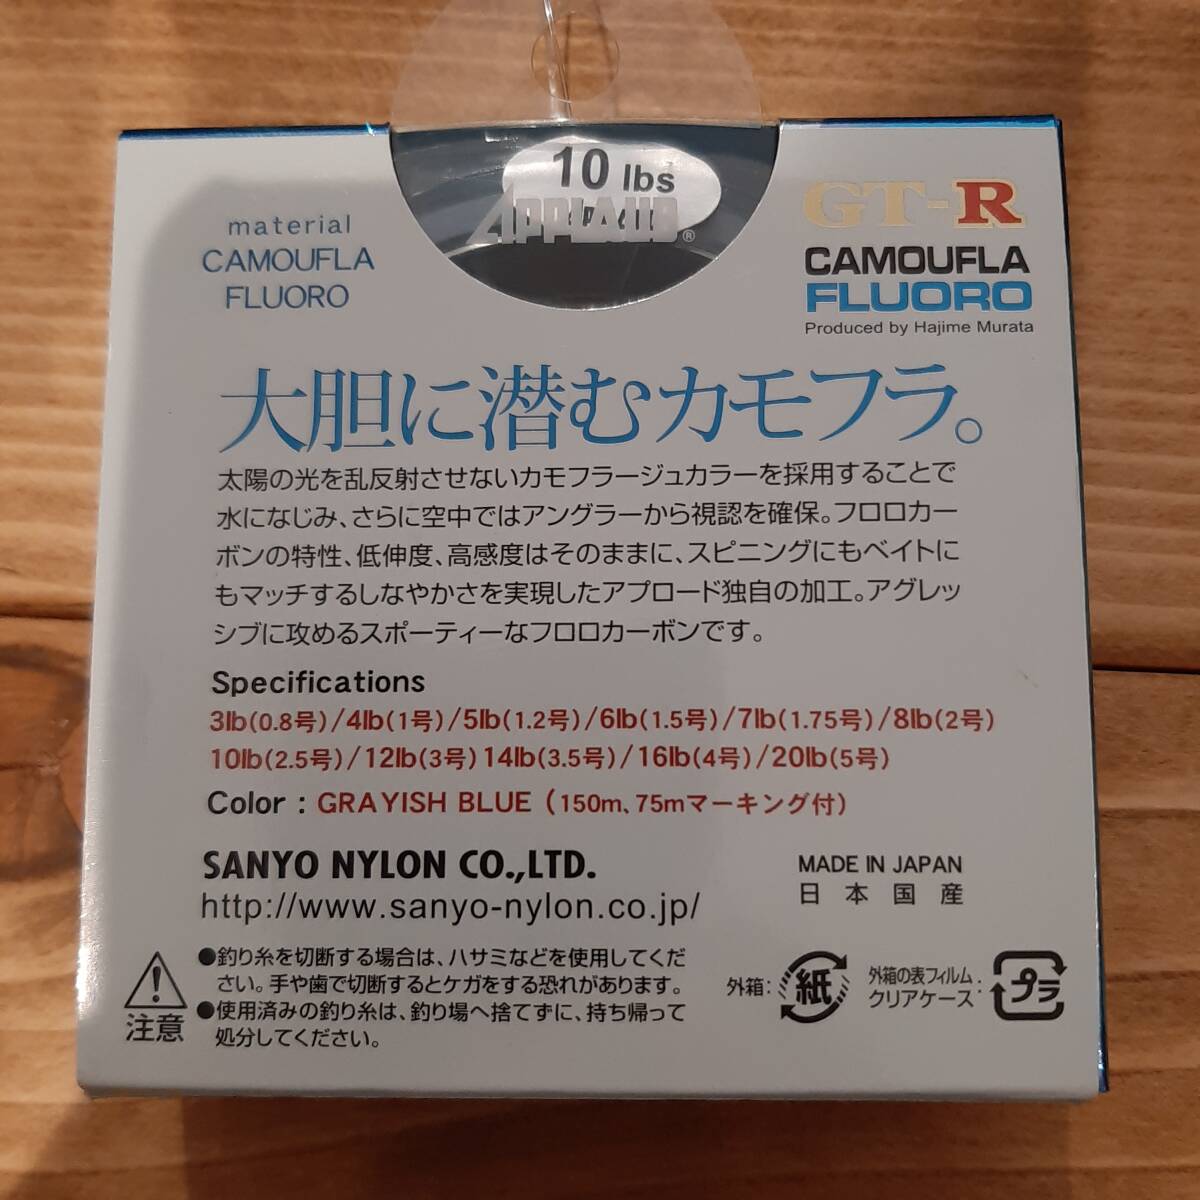 10 lbs
APPLAUD®
material
CAMOUFLA
FLUORO
GT-R
CAMOUFLA
FLUORO
Produced by Hajime Murata
大胆に潜むカモフラ。
太陽の光を乱反射させないカモフラージュカラーを採用することで
水になじみ、さらに空中ではアングラーから視認を確保。フロロカー
ボンの特性、低伸度、高感度はそのままに、スピニングにもベイトに
もマッチするしなやかさを実現したアプロード独自の加工。アグレッ
シブに攻めるスポーティーなフロロカーボンです。
Specifications
3lb(0.8号)/4lb(1号)/5lb(1.2号)/6lb(1.5号)/7lb(1.75号)/8lb(2号)
10lb(2.5号)/12lb(3号) 14lb(3.5号)/16lb(4号)/20lb(5号)
Color : GRAYISH BLUE (150m、75mマーキング付)
SANYO NYLON CO.,LTD.
http://www.sanyo-nylon.co.jp/
MADE IN JAPAN
日本国産
注意
●釣り糸を切断する場合は、ハサミなどを使用してくだ
さい。手や歯で切断するとケガをする恐れがあります。
●使用済みの釣り糸は、釣り場へ捨てずに、持ち帰って
処分してください。
外箱:
紙
外箱の表フィルム、
クリアケース:
プラ